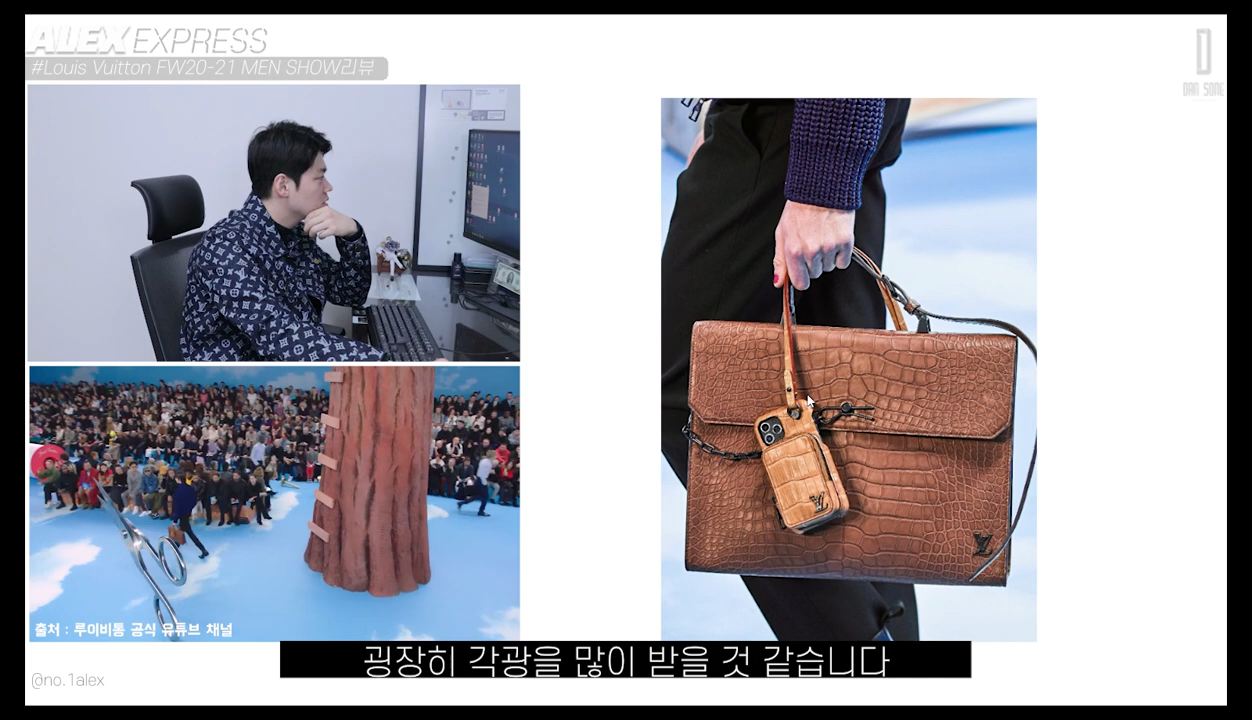 ALEX EXPRESS
#Louis Vuitton FW20-21 MEN SHOW리뷰
DAN SONE
출처 : 루이비통 공식 유튜브 채널
굉장히 각광을 많이 받을 것 같습니다
@no.1alex